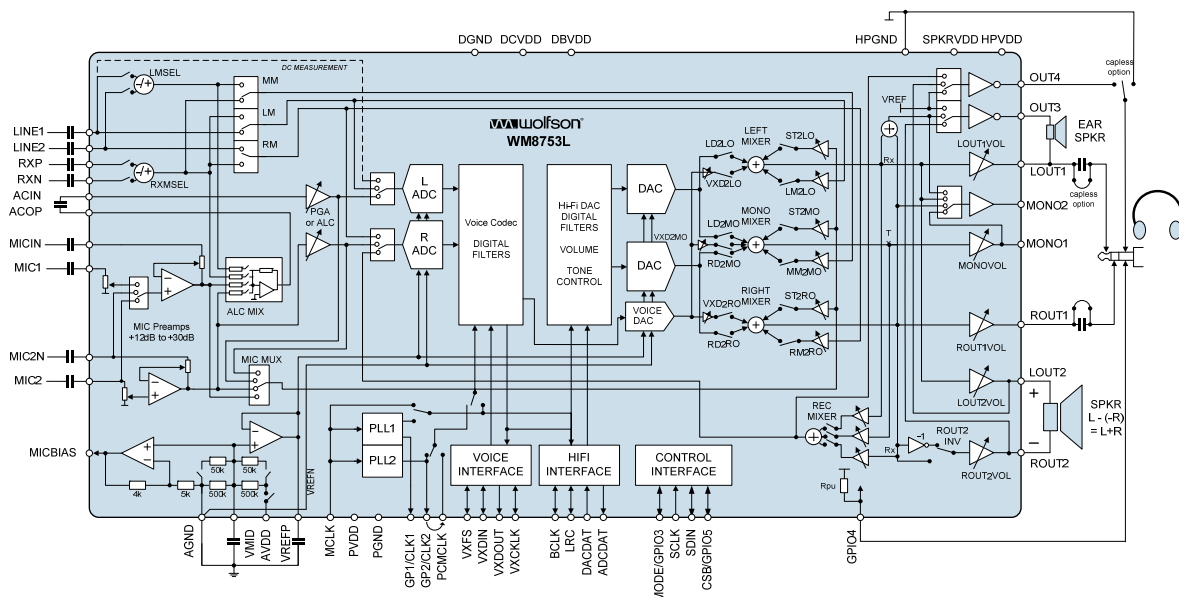 DGND
DCVDD
DBVDD
HPGND
SPKRVDD
HPVDD
DC MEASUREMENT
LMSEL
-/+
MM
LM
RM
LINE1
LINE2
RXP
RXN
-/+
RXMSEL
ACIN
ACOP
PGA
or ALC
MICIN
MIC1
ALC MIX
MIC Preamps
+12dB to +30dB
MIC MUX
MIC2N
MIC2
MICBIAS
50k
50k
4k
5k
500k
500k
VREFN
AGND
VMID
AVDD
VREFP
wolfson
WM8753L
L
ADC
R
ADC
Voice Codec
DIGITAL
FILTERS
Hi-Fi DAC
DIGITAL
FILTERS
VOLUME
TONE
CONTROL
DAC
DAC
VOICE
DAC
LEFT
MIXER
ST2LO
LD2LO
VXD2LO
LM2LO
Rx
MONO
MIXER
ST2MO
LD2MO
VXD2MO
RD2MO
MM2MO
Tx
RIGHT
MIXER
ST2RO
VXD2RO
RD2RO
RM2RO
VREF
OUT4
OUT3
capless
option
EAR
SPKR
LOUT1VOL
LOUT1
capless
option
MONO2
MONO1
MONOVOL
ROUT1
ROUT1VOL
LOUT2
LOUT2VOL
SPKR
L - (-R)
= L+R
REC
MIXER
Rx
-1
ROUT2
INV
ROUT2VOL
ROUT2
Rpu
PLL1
PLL2
VOICE
INTERFACE
HIFI
INTERFACE
CONTROL
INTERFACE
MCLK
PVDD
PGND
GP1/CLK1
GP2/CLK2
PCMCLK
VXFS
VXDIN
VXDOUT
VXCKLK
BCLK
LRC
DACDAT
ADCDAT
MODE/GPIO3
SCLK
SDIN
CSB/GPIO5
GPIO4